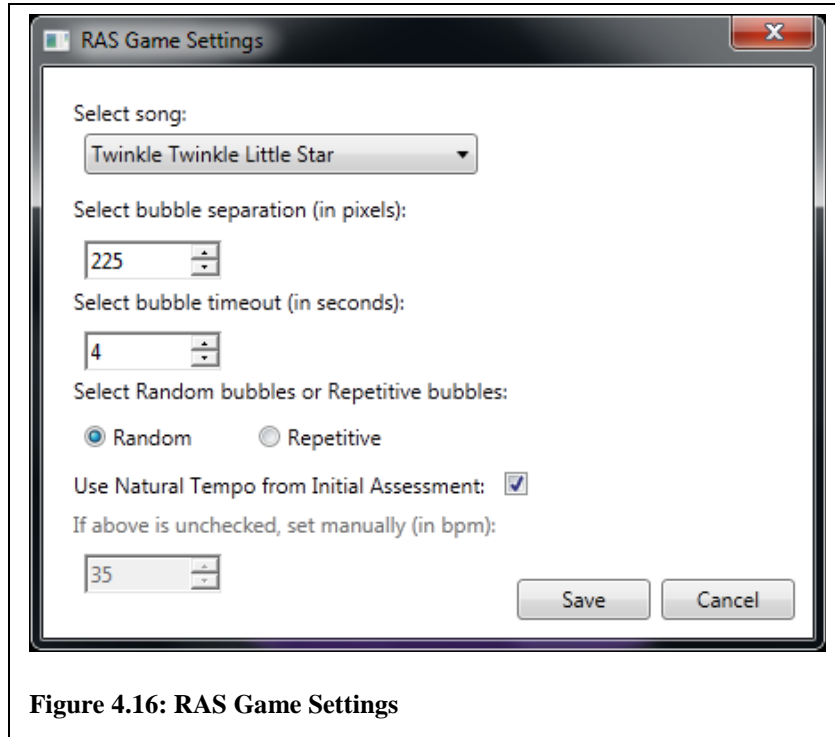 RAS Game Settings
Select song:
Twinkle Twinkle Little Star
Select bubble separation (in pixels):
225
Select bubble timeout (in seconds):
4
Select Random bubbles or Repetitive bubbles:
Random Repetitive
Use Natural Tempo from Initial Assessment:
If above is unchecked, set manually (in bpm):
35
Save Cancel
Figure 4.16: RAS Game Settings